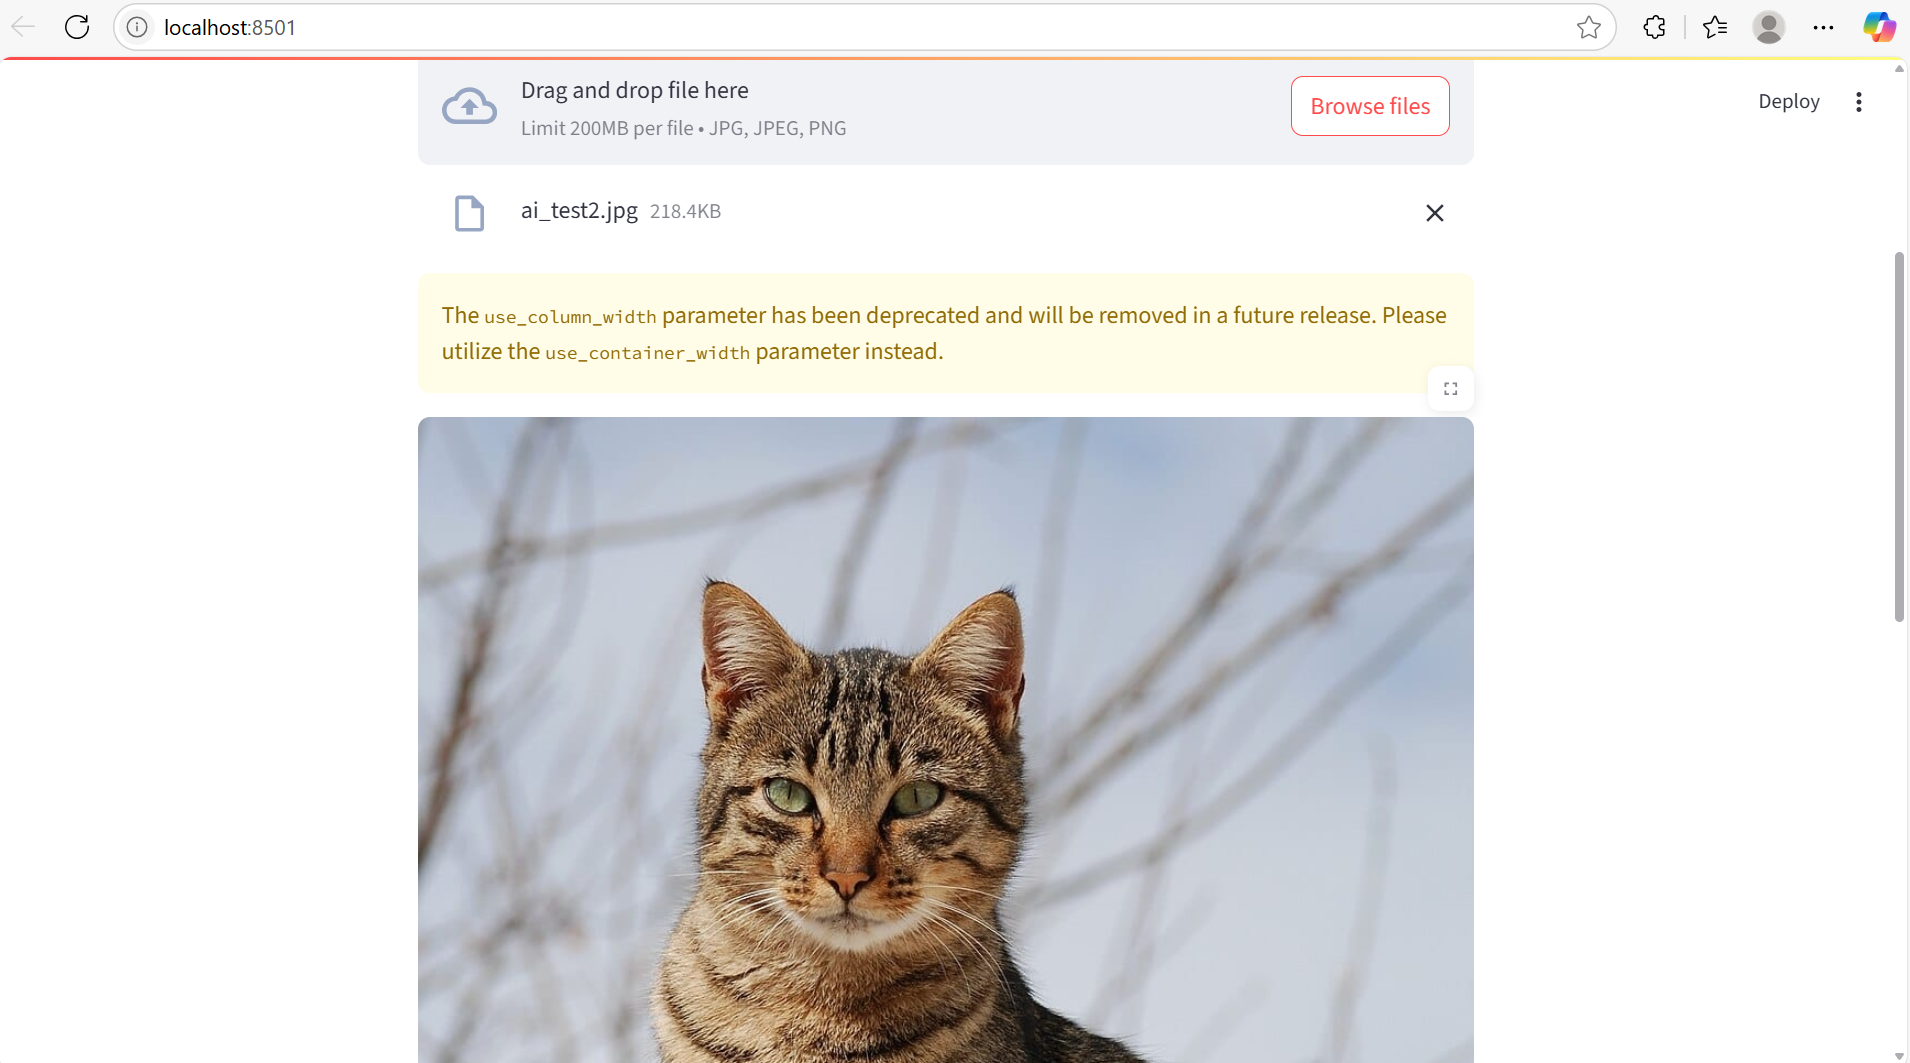 localhost:8501
Drag and drop file here
Limit 200MB per file • JPG, JPEG, PNG
Browse files
Deploy
ai_test2.jpg 218.4KB
The use_column_width parameter has been deprecated and will be removed in a future release. Please
utilize the use_container_width parameter instead.